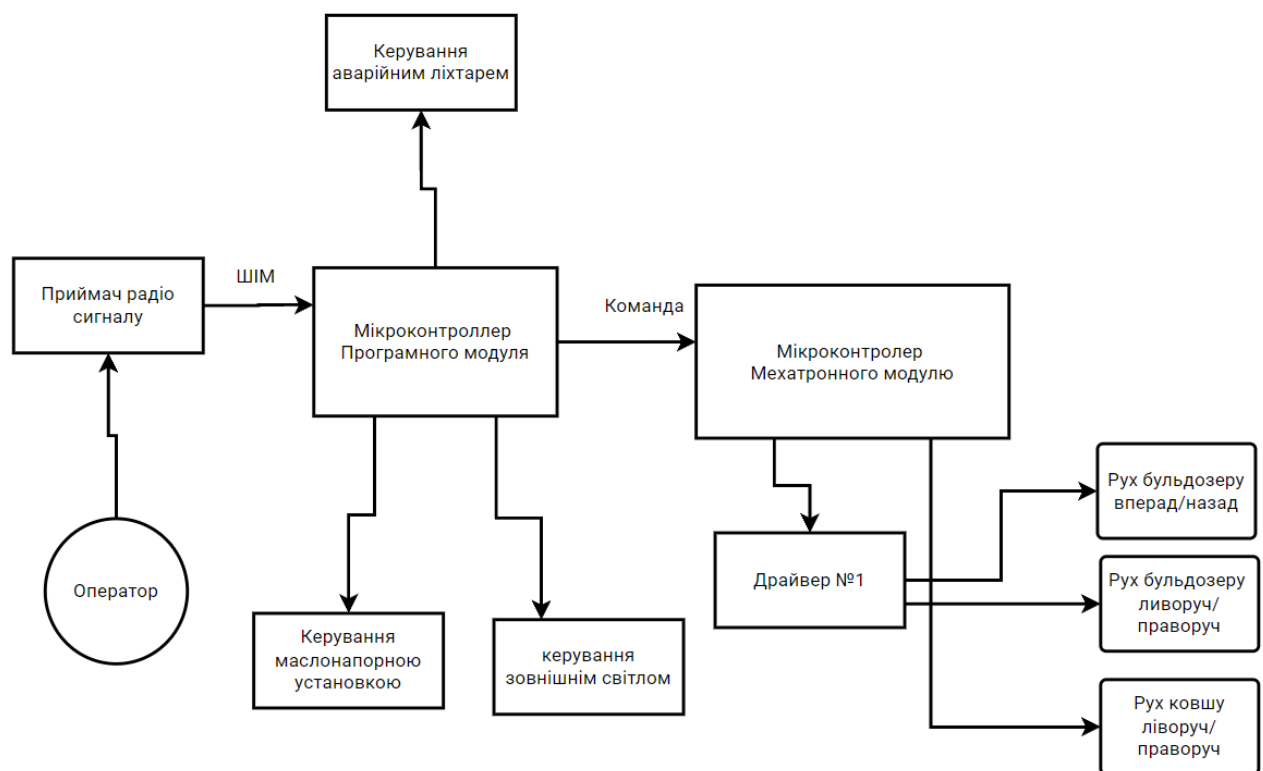 Керування
аварійним ліхтарем
ШІМ
Приймач радіо
сигналу
Команда
Мікроконтроллер
Програмного модуля
Мікроконтролер
Мехатронного модулю
Рух бульдозеру
вперад/назад
Драйвер №1
Рух бульдозеру
ливоруч/
праворуч
Оператор
Керування
маслонапорною
установкою
керування
зовнішнім світлом
Рух ковшу
ліворуч/
праворуч